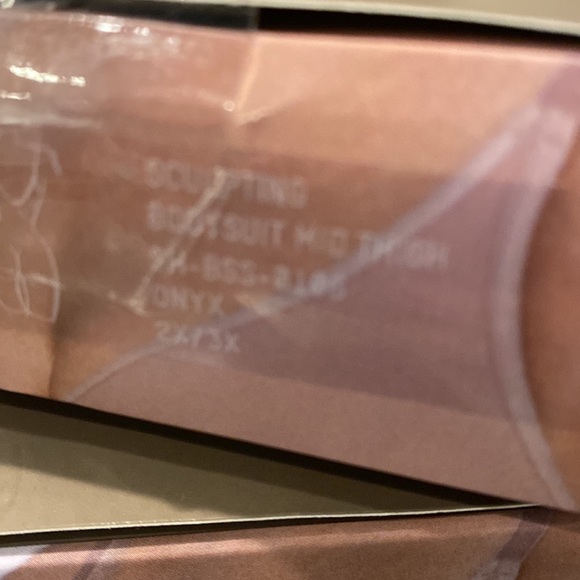 SCULPTING
BODYSUIT MID THIGH
ONYX
2X/3X